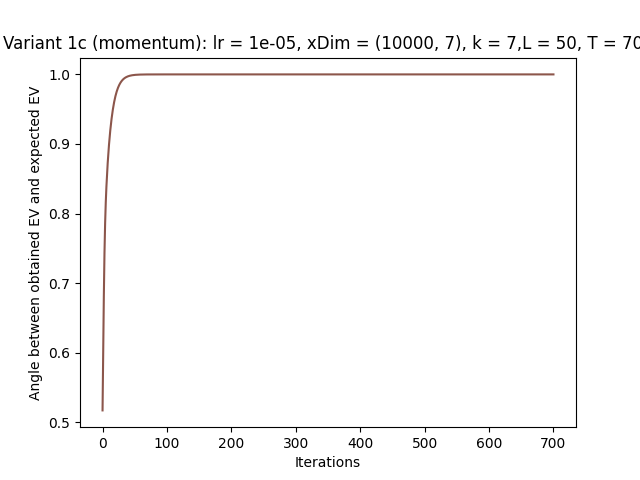 Variant 1c (momentum): lr = 1e-05, xDim = (10000, 7), k = 7,L = 50, T = 70
Angle between obtained EV and expected EV
1.0
0.9
0.8
0.7
0.6
0.5
0 100 200 300 400 500 600 700
Iterations